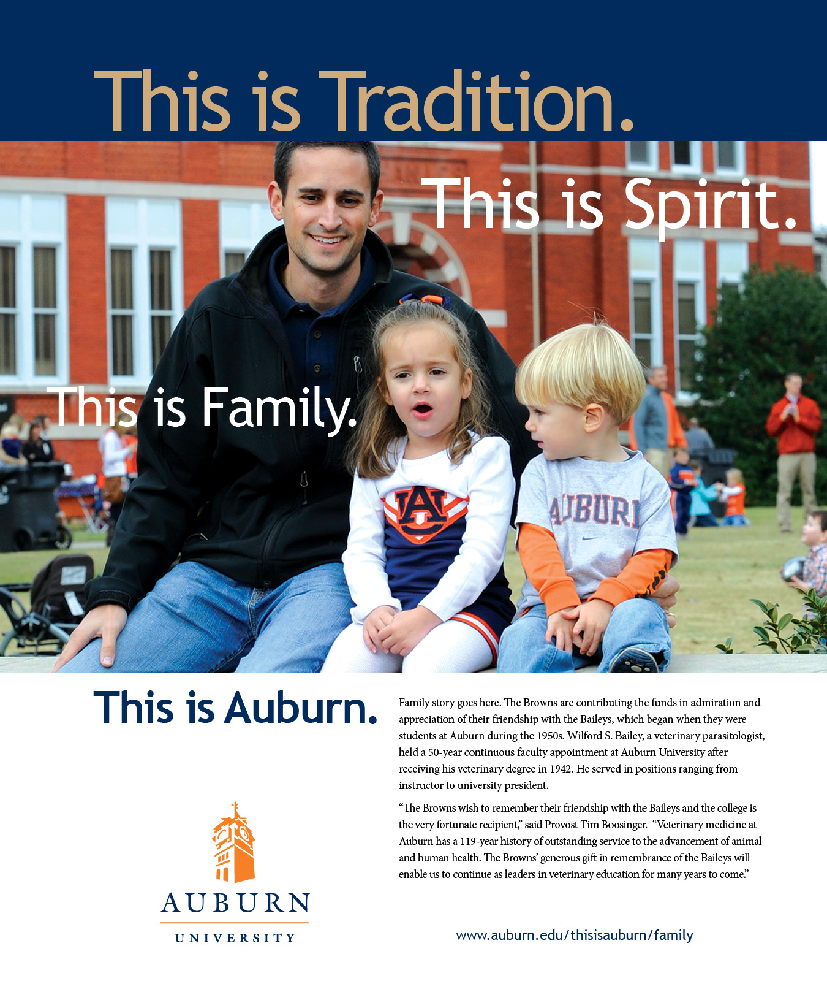 This is Tradition.
This is Spirit.
This is Family.
AUBURN
This is Auburn.
Family story goes here. The Browns are contributing the funds in admiration and
appreciation of their friendship with the Baileys, which began when they were
students at Auburn during the 1950s. Wilford S. Bailey, a veterinary parasitologist,
held a 50-year continuous faculty appointment at Auburn University after
receiving his veterinary degree in 1942. He served in positions ranging from
instructor to university president.
“The Browns wish to remember their friendship with the Baileys and the college is
the very fortunate recipient,” said Provost Tim Boosinger.  “Veterinary medicine at
Auburn has a 119-year history of outstanding service to the advancement of animal
and human health. The Browns’ generous gift in remembrance of the Baileys will
enable us to continue as leaders in veterinary education for many years to come.”
AUBURN
UNIVERSITY
www.auburn.edu/thisisauburn/family